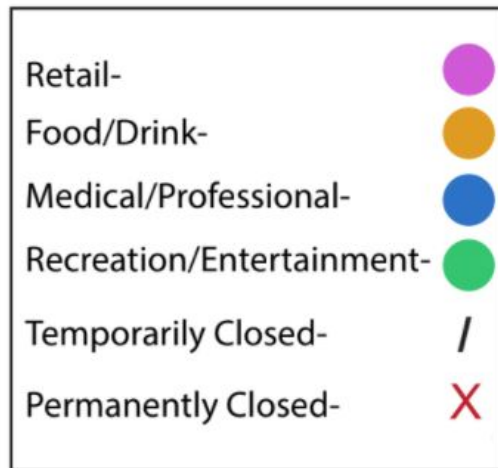 Retail-
Food/Drink-
Medical/Professional-
Recreation/Entertainment-
Temporarily Closed- /
Permanently Closed- X